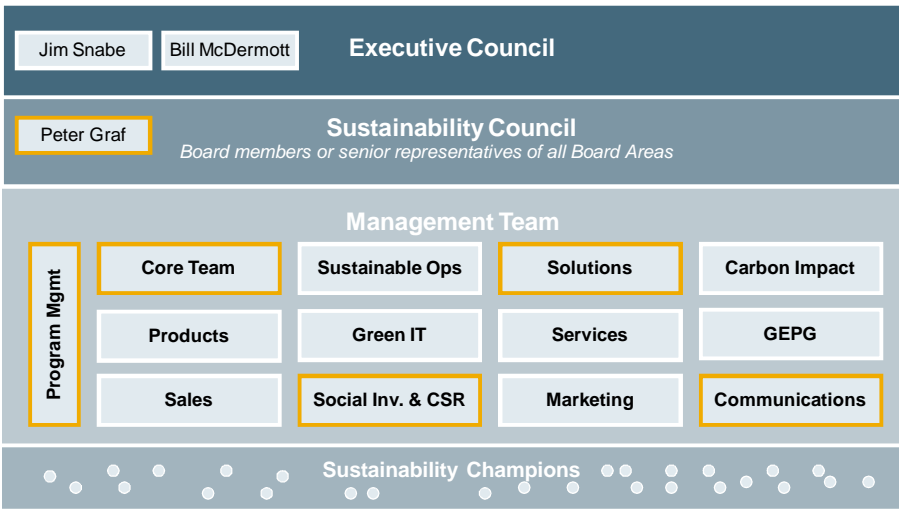 Jim Snabe
Bill McDermott
Executive Council
Peter Graf
Sustainability Council
Board members or senior representatives of all Board Areas
Management Team
Program Mgmt
Core Team
Sustainable Ops
Solutions
Carbon Impact
Products
Green IT
Services
GEPG
Sales
Social Inv. & CSR
Marketing
Communications
Sustainability Champions